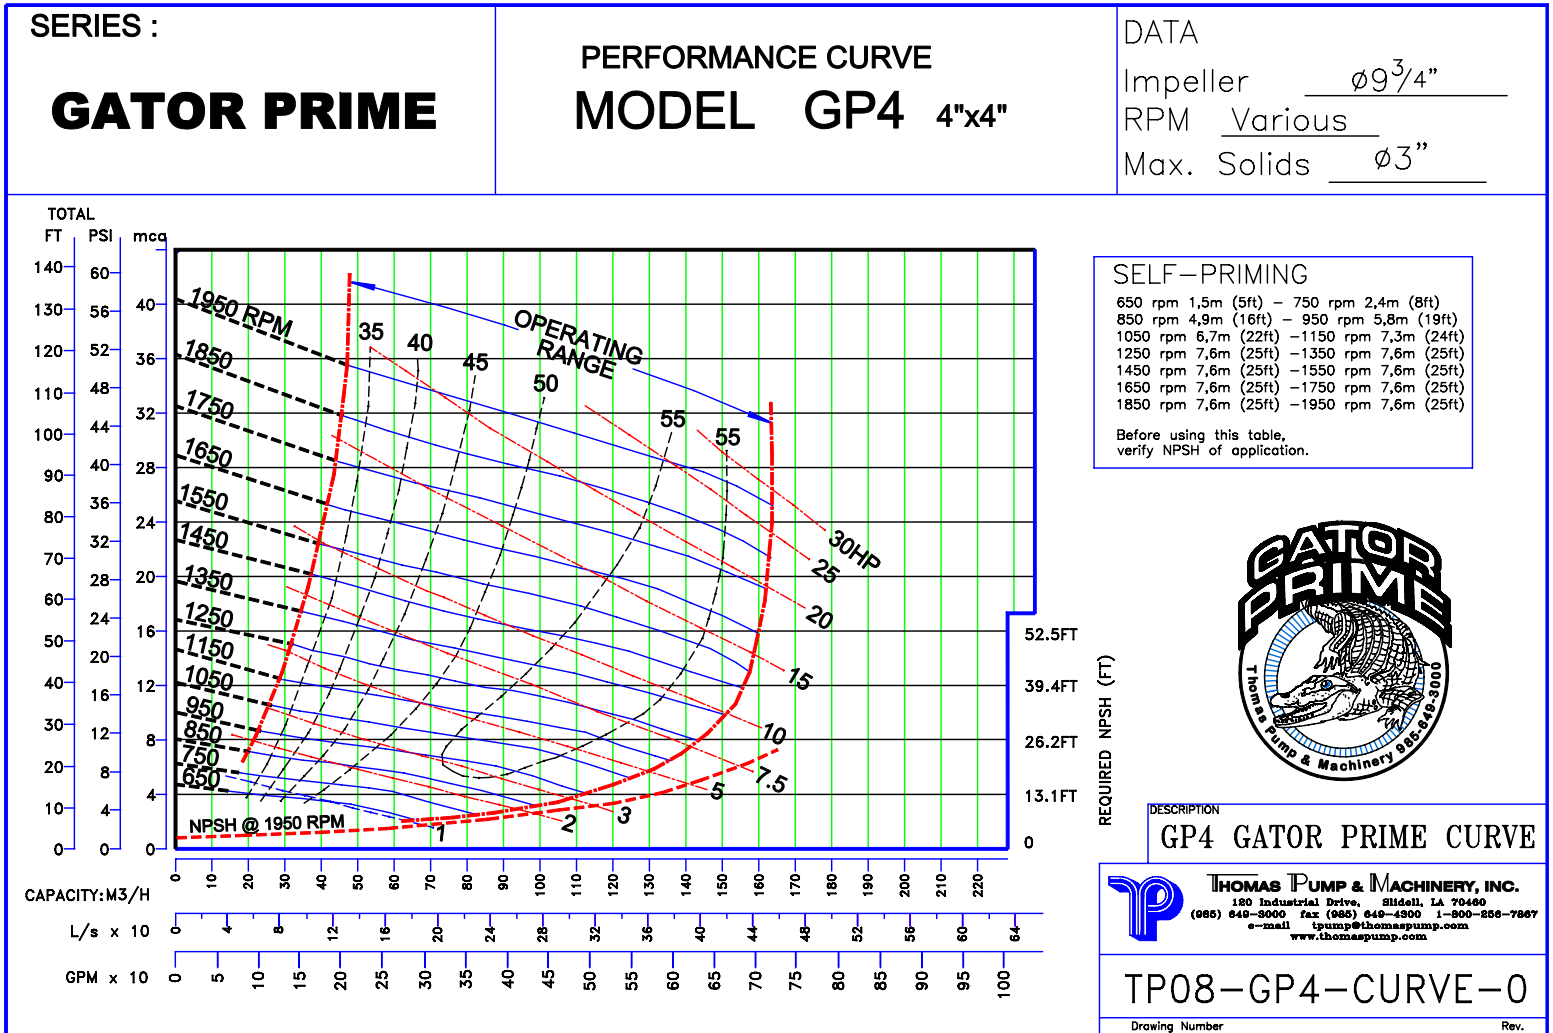 SERIES :
GATOR PRIME
PERFORMANCE CURVE
MODEL GP4 4"x4"
DATA
Impeller ø9 3/4"
RPM Various
Max. Solids ø3"
TOTAL
FT PSI mca
140
130
120
110
100
90
80
70
60
50
40
30
20
10
0
60
56
52
48
44
40
36
32
28
24
20
16
12
8
4
0
40
36
32
28
24
20
16
12
8
4
0
1950 RPM
1850
1750
1650
1550
1450
1350
1250
1150
1050
950
850
750
650
35
40
45
50
55
55
OPERATING
RANGE
30HP
25
20
15
10
7.5
5
3
2
1
NPSH @ 1950 RPM
52.5FT
39.4FT
26.2FT
13.1FT
0
REQUIRED NPSH (FT)
CAPACITY:M3/H
0 10 20 30 40 50 60 70 80 90 100 110 120 130 140 150 160 170 180 190 200 210 220
L/s x 10
0 4 8 12 16 20 24 28 32 36 40 44 48 52 56 60 64
GPM x 10
0 5 10 15 20 25 30 35 40 45 50 55 60 65 70 75 80 85 90 95 100
SELF-PRIMING
650 rpm 1,5m (5ft) - 750 rpm 2,4m (8ft)
850 rpm 4,9m (16ft) - 950 rpm 5,8m (19ft)
1050 rpm 6,7m (22ft) -1150 rpm 7,3m (24ft)
1250 rpm 7,6m (25ft) -1350 rpm 7,6m (25ft)
1450 rpm 7,6m (25ft) -1550 rpm 7,6m (25ft)
1650 rpm 7,6m (25ft) -1750 rpm 7,6m (25ft)
1850 rpm 7,6m (25ft) -1950 rpm 7,6m (25ft)
Before using this table,
verify NPSH of application.
GATOR
PRIME
Thomas Pump & Machinery 985-649-3000
DESCRIPTION
GP4 GATOR PRIME CURVE
TP
THOMAS PUMP & MACHINERY, INC.
120 Industrial Drive, Slidell, LA 70460
(985) 649-3000 fax (985) 649-4300 1-800-256-7867
e-mail tpump@thomaspump.com
www.thomaspump.com
TP08-GP4-CURVE-0
Drawing Number Rev.